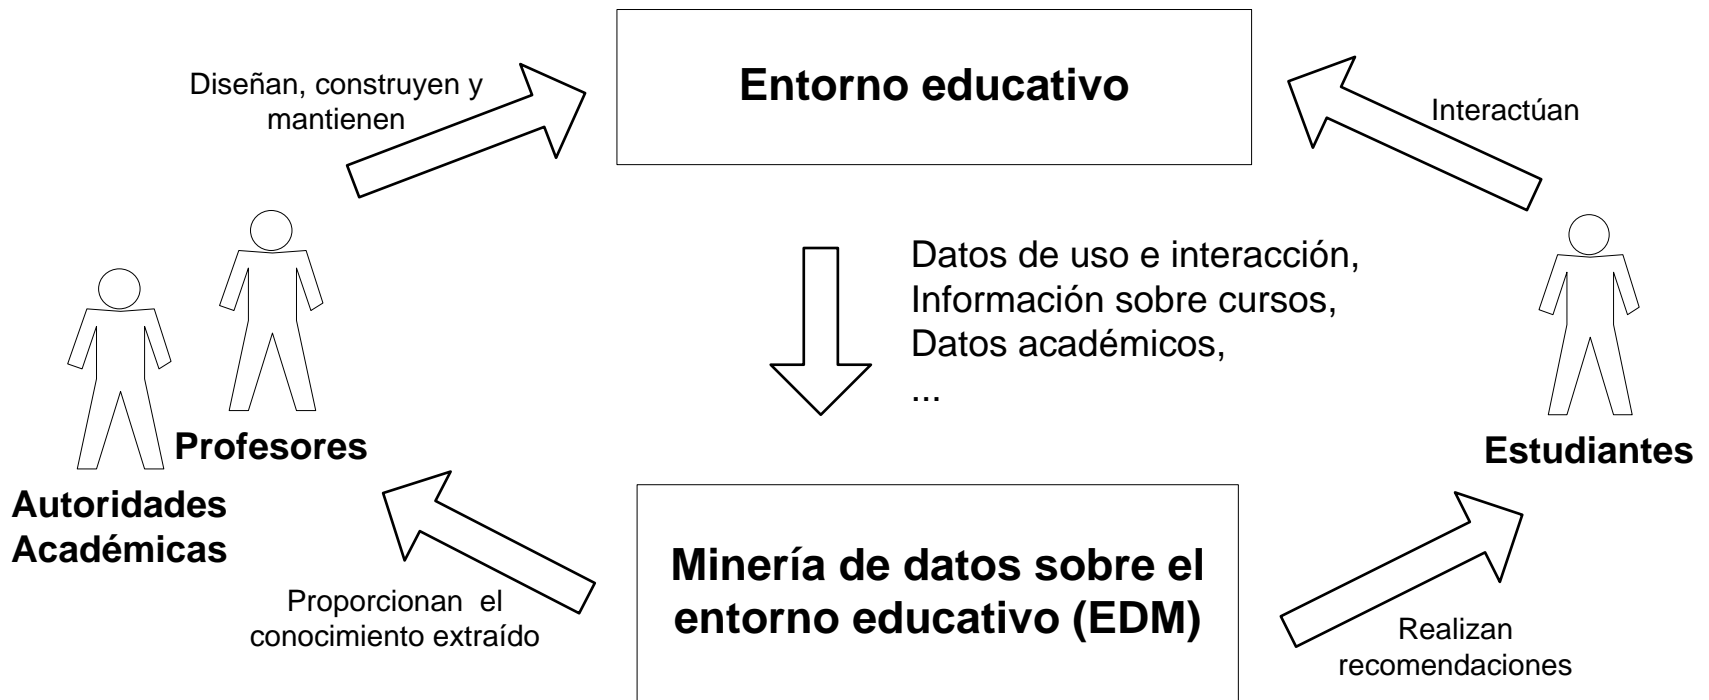 Entorno educativo
Diseñan, construyen y
mantienen
Interactúan
Datos de uso e interacción,
Información sobre cursos,
Datos académicos,
...
Profesores
Estudiantes
Autoridades
Académicas
Minería de datos sobre el
entorno educativo (EDM)
Proporcionan  el
conocimiento extraído
Realizan
recomendaciones